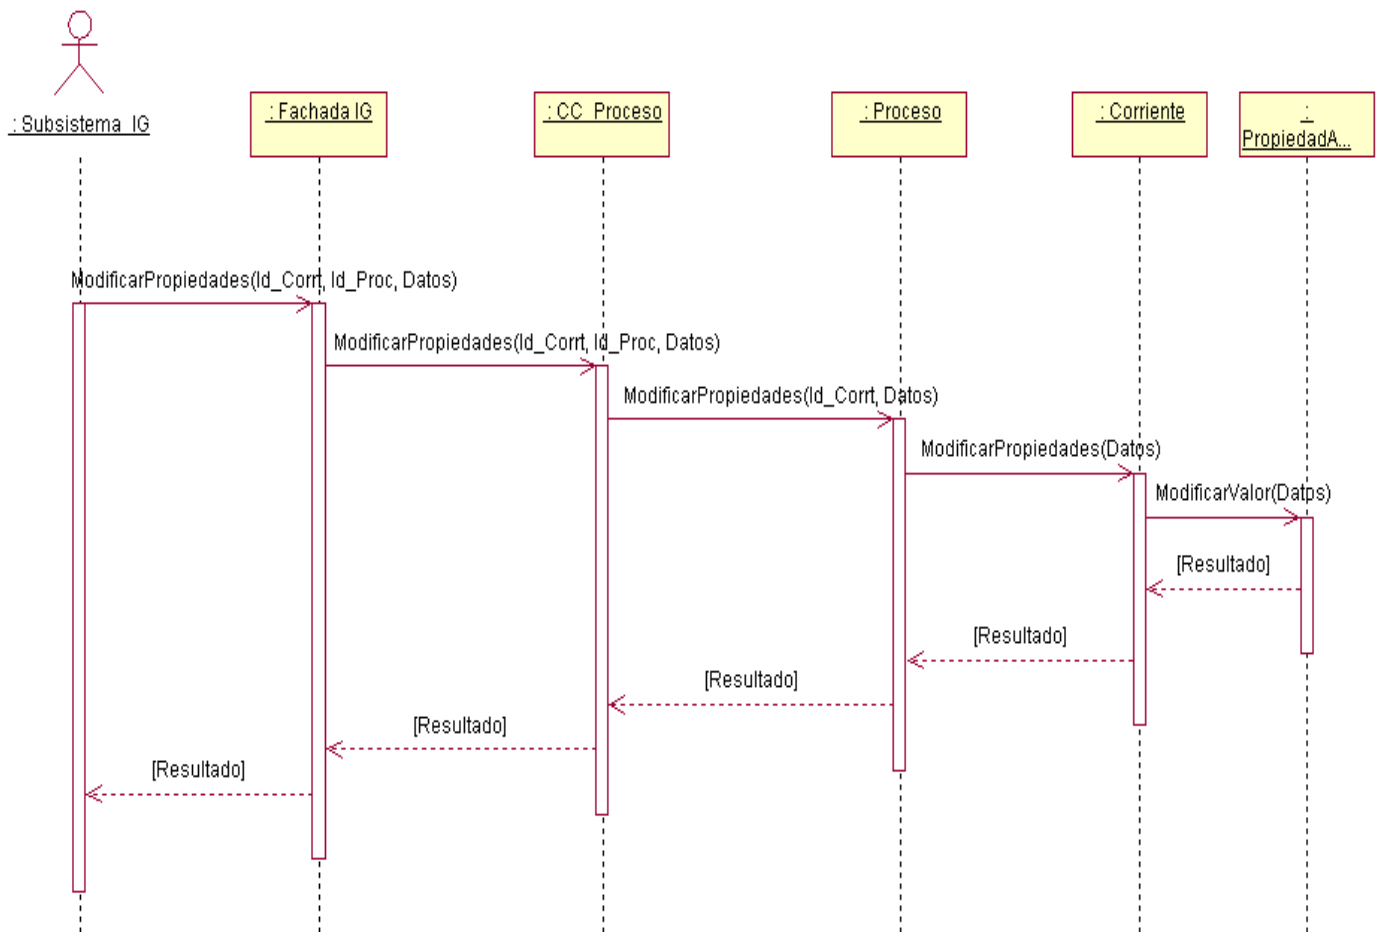 : Subsistema_IG
: Fachada IG
: CC_Proceso
: Proceso
: Corriente
:
PropiedadA...
ModificarPropiedades(Id_Corrt, Id_Proc, Datos)
ModificarPropiedades(Id_Corrt, Id_Proc, Datos)
ModificarPropiedades(Id_Corrt, Datos)
ModificarPropiedades(Datos)
ModificarValor(Datos)
[Resultado]
[Resultado]
[Resultado]
[Resultado]
[Resultado]